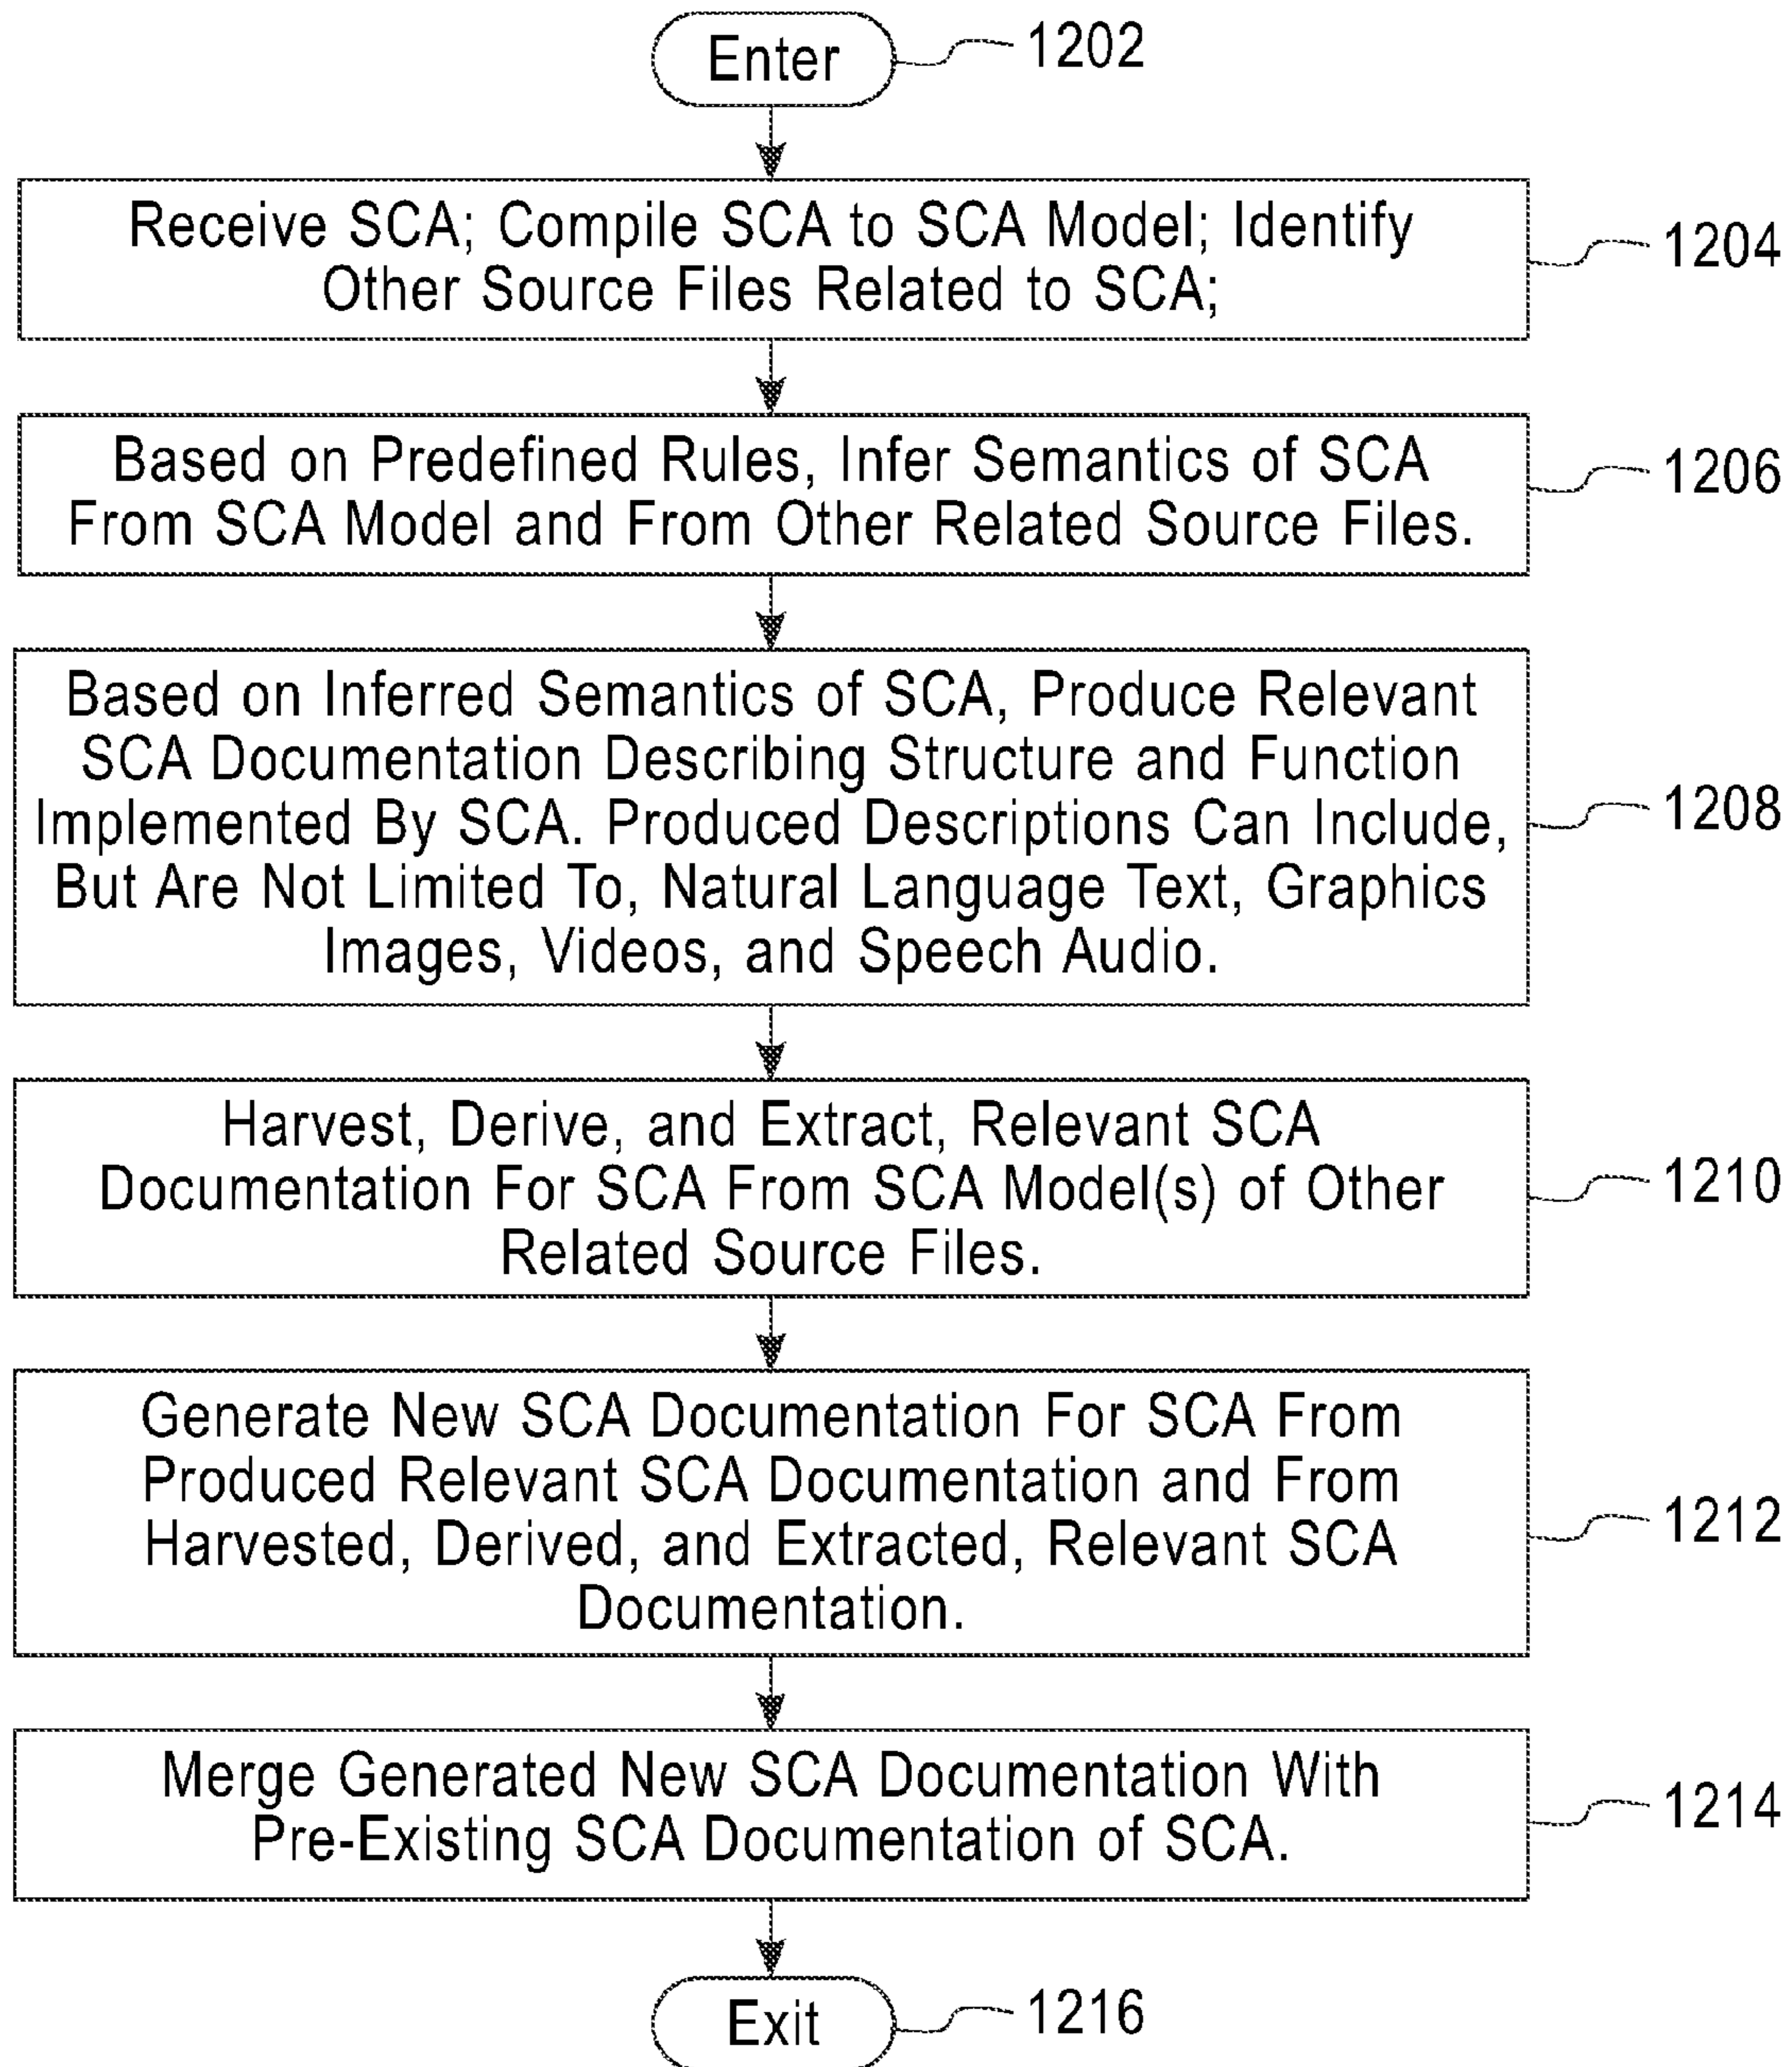 Enter
1202
Receive SCA; Compile SCA to SCA Model; Identify
Other Source Files Related to SCA;
1204
Based on Predefined Rules, Infer Semantics of SCA
From SCA Model and From Other Related Source Files.
1206
Based on Inferred Semantics of SCA, Produce Relevant
SCA Documentation Describing Structure and Function
Implemented By SCA. Produced Descriptions Can Include,
But Are Not Limited To, Natural Language Text, Graphics
Images, Videos, and Speech Audio.
1208
Harvest, Derive, and Extract, Relevant SCA
Documentation For SCA From SCA Model(s) of Other
Related Source Files.
1210
Generate New SCA Documentation For SCA From
Produced Relevant SCA Documentation and From
Harvested, Derived, and Extracted, Relevant SCA
Documentation.
1212
Merge Generated New SCA Documentation With
Pre-Existing SCA Documentation of SCA.
1214
Exit
1216